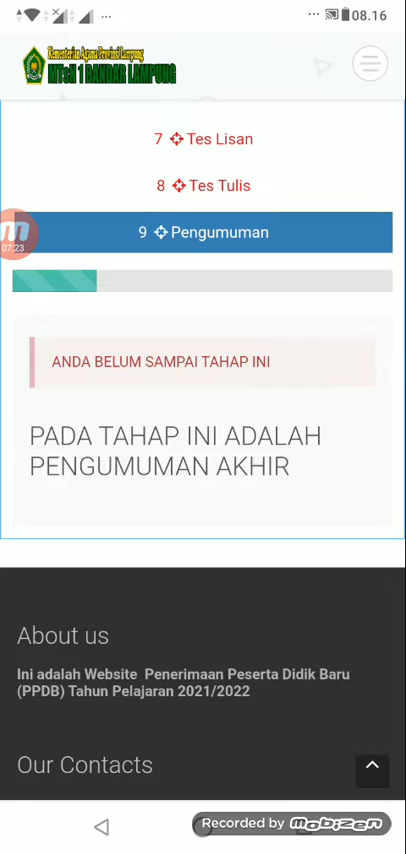 08.16
Kementerian Agama Provinsi Lampung
MTsN 1 BANDAR LAMPUNG
7 Tes Lisan
8 Tes Tulis
9 Pengumuman
07:23
ANDA BELUM SAMPAI TAHAP INI
PADA TAHAP INI ADALAH
PENGUMUMAN AKHIR
About us
Ini adalah Website Penerimaan Peserta Didik Baru
(PPDB) Tahun Pelajaran 2021/2022
Our Contacts
Recorded by Mobizen